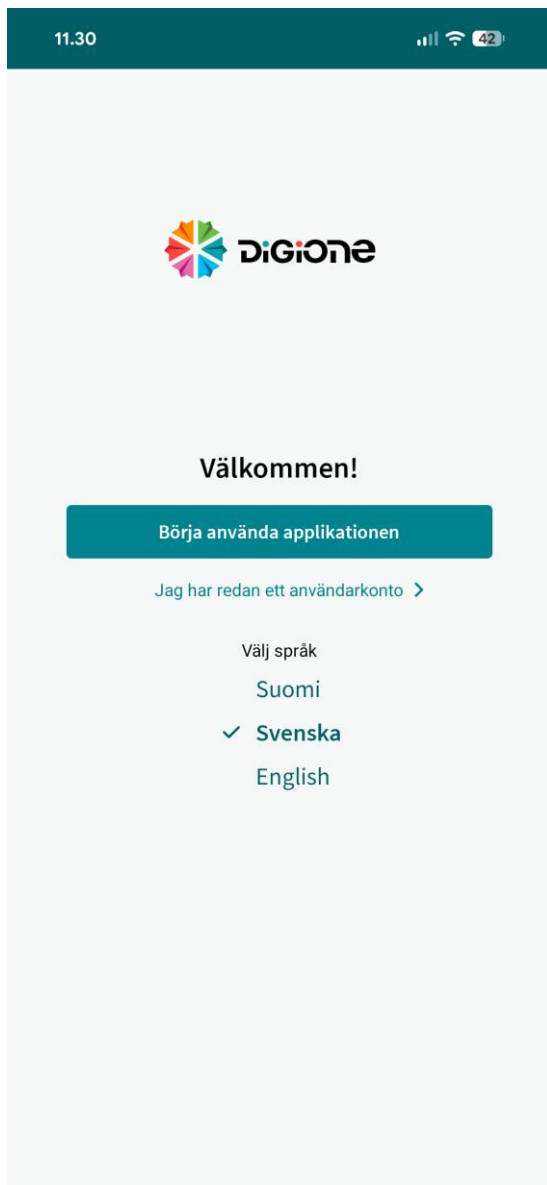 11.30
42
DiGiOne
Välkommen!
Börja använda applikationen
Jag har redan ett användarkonto
Välj språk
Suomi
Svenska
English